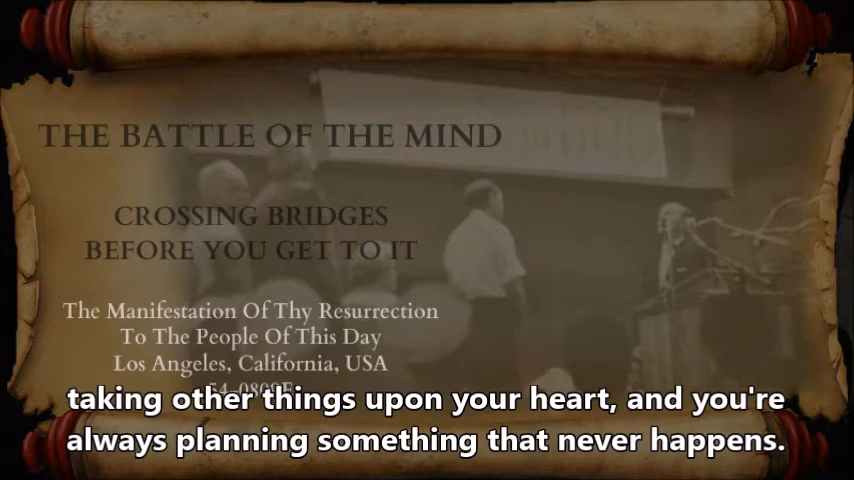 THE BATTLE OF THE MIND
CROSSING BRIDGES
BEFORE YOU GET TO IT
The Manifestation Of Thy Resurrection
To The People Of This Day
Los Angeles, California, USA
taking other things upon your heart, and you're
always planning something that never happens.